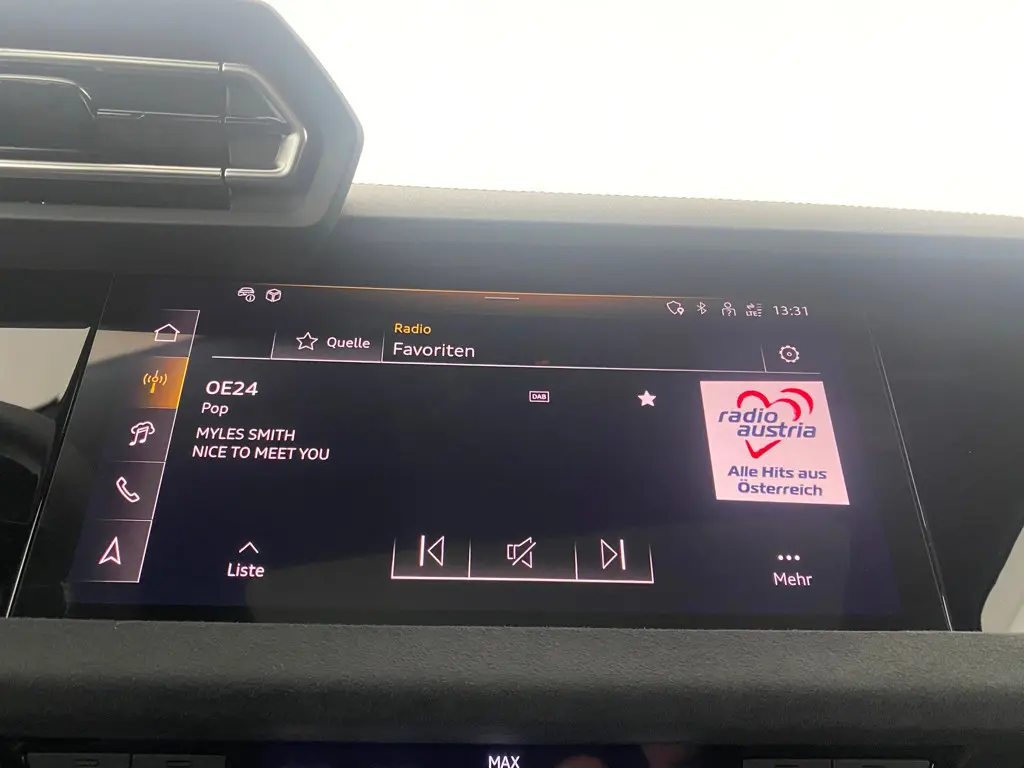 LTE
13:31
Quelle
Radio
Favoriten
OE24
DAB
Pop
MYLES SMITH
NICE TO MEET YOU
radio
austria
Alle Hits aus
Österreich
Liste
Mehr
MAX